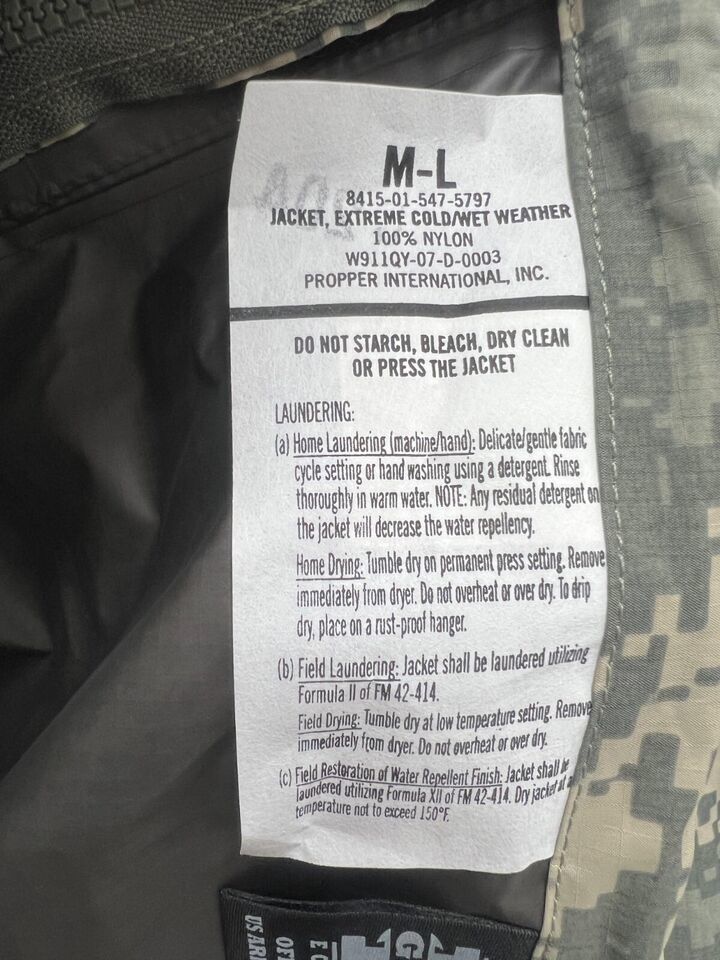 M-L
8415-01-547-5797
JACKET, EXTREME COLD/WET WEATHER
100% NYLON
W911QY-07-D-0003
PROPPER INTERNATIONAL, INC.
DO NOT STARCH, BLEACH, DRY CLEAN
OR PRESS THE JACKET
LAUNDERING:
(a) Home Laundering (machine/hand): Delicate/gentle fabric
cycle setting or hand washing using a detergent. Rinse
thoroughly in warm water. NOTE: Any residual detergent on
the jacket will decrease the water repellency.
Home Drying: Tumble dry on permanent press setting. Remove
immediately from dryer. Do not overheat or over dry. To drip
dry, place on a rust-proof hanger.
(b) Field Laundering: Jacket shall be laundered utilizing
Formula II of FM 42-414.
Field Drying: Tumble dry at low temperature setting. Remove
immediately from dryer. Do not overheat or over dry.
(c) Field Restoration of Water Repellent Finish: Jacket shall be
laundered utilizing Formula XII of FM 42-414. Dry jacket at a
temperature not to exceed 150°F.